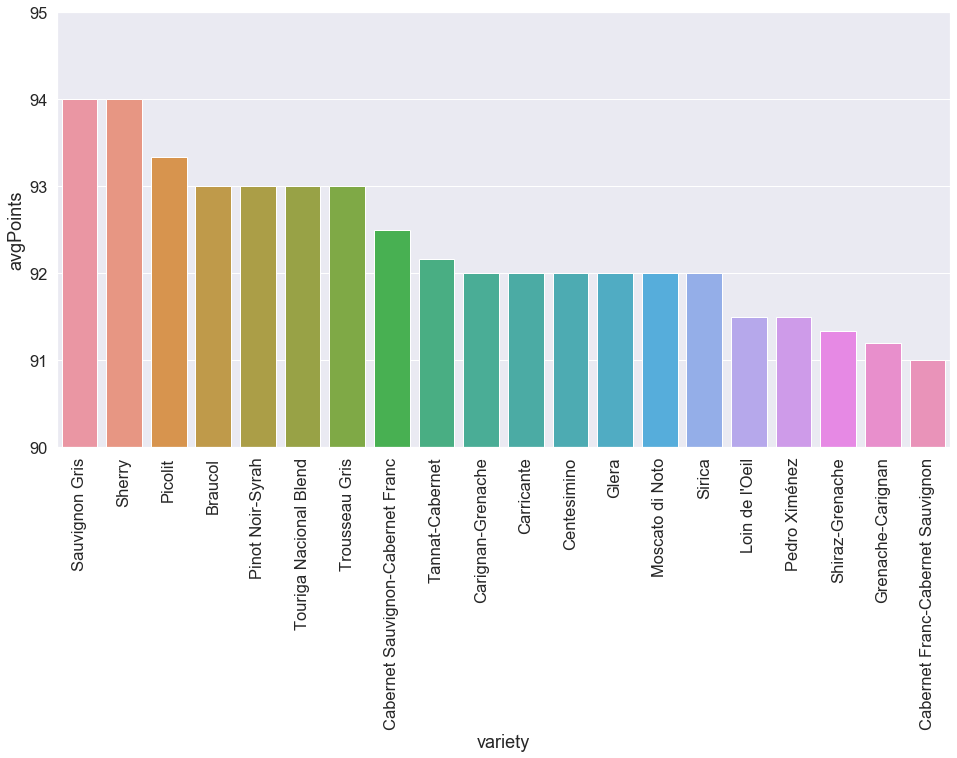 95
94
93
92
91
90
avgPoints
Sauvignon Gris
Sherry
Picolit
Braucol
Pinot Noir-Syrah
Touriga Nacional Blend
Trousseau Gris
Cabernet Sauvignon-Cabernet Franc
Tannat-Cabernet
Carignan-Grenache
Carricante
Centesimino
Glera
Moscato di Noto
Sirica
Loin de l'Oeil
Pedro Ximénez
Shiraz-Grenache
Grenache-Carignan
Cabernet Franc-Cabernet Sauvignon
variety